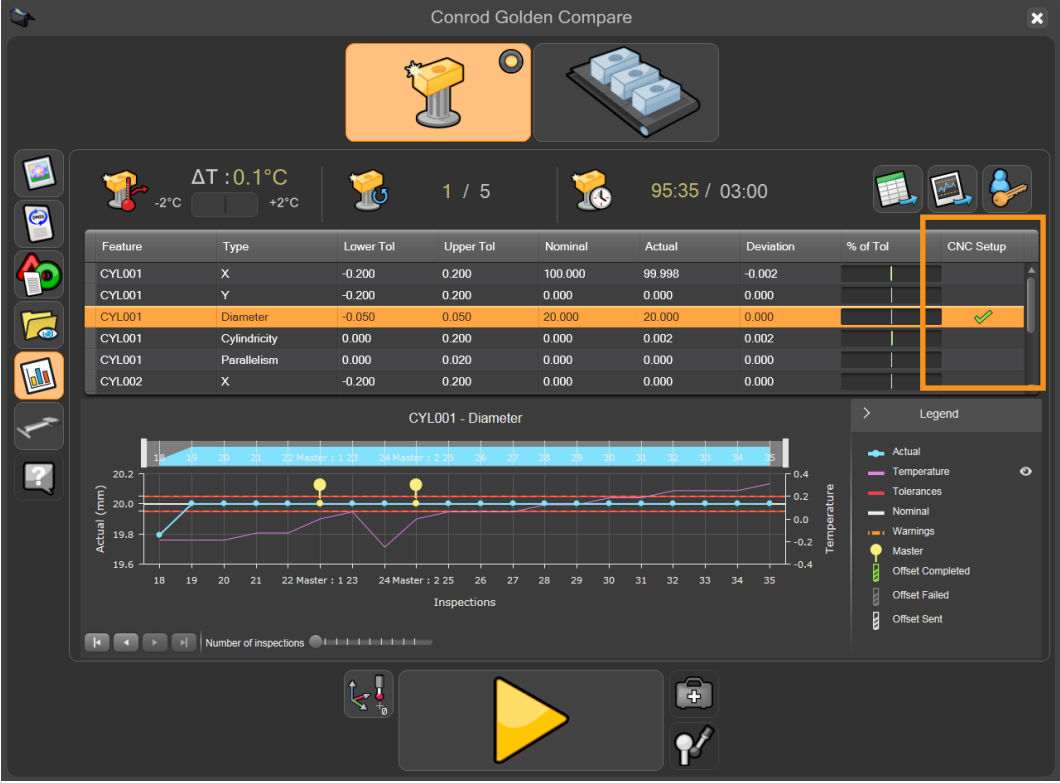 Conrod Golden Compare
ΔT : 0.1°C
-2°C +2°C
1 / 5
95:35 / 03:00
Feature Type Lower Tol Upper Tol Nominal Actual Deviation % of Tol CNC Setup
CYL001 X -0.200 0.200 100.000 99.998 -0.002
CYL001 Y -0.200 0.200 0.000 0.000 0.000
CYL001 Diameter -0.050 0.050 20.000 20.000 0.000
CYL001 Cylindricity 0.000 0.200 0.000 0.002 0.002
CYL001 Parallelism 0.000 0.020 0.000 0.000 0.000
CYL002 X -0.200 0.200 0.000 0.000 0.000
CYL001 - Diameter
18 19 20 21 22 Master : 1 23 24 Master : 2 25 26 27 28 29 30 31 32 33 34 35
20.2
20.0
19.8
19.6
Actual (mm)
0.4
0.2
0.0
-0.2
-0.4
Temperature
18 19 20 21 22 Master : 1 23 24 Master : 2 25 26 27 28 29 30 31 32 33 34 35
Inspections
Number of inspections
Legend
Actual
Temperature
Tolerances
Nominal
Warnings
Master
Offset Completed
Offset Failed
Offset Sent